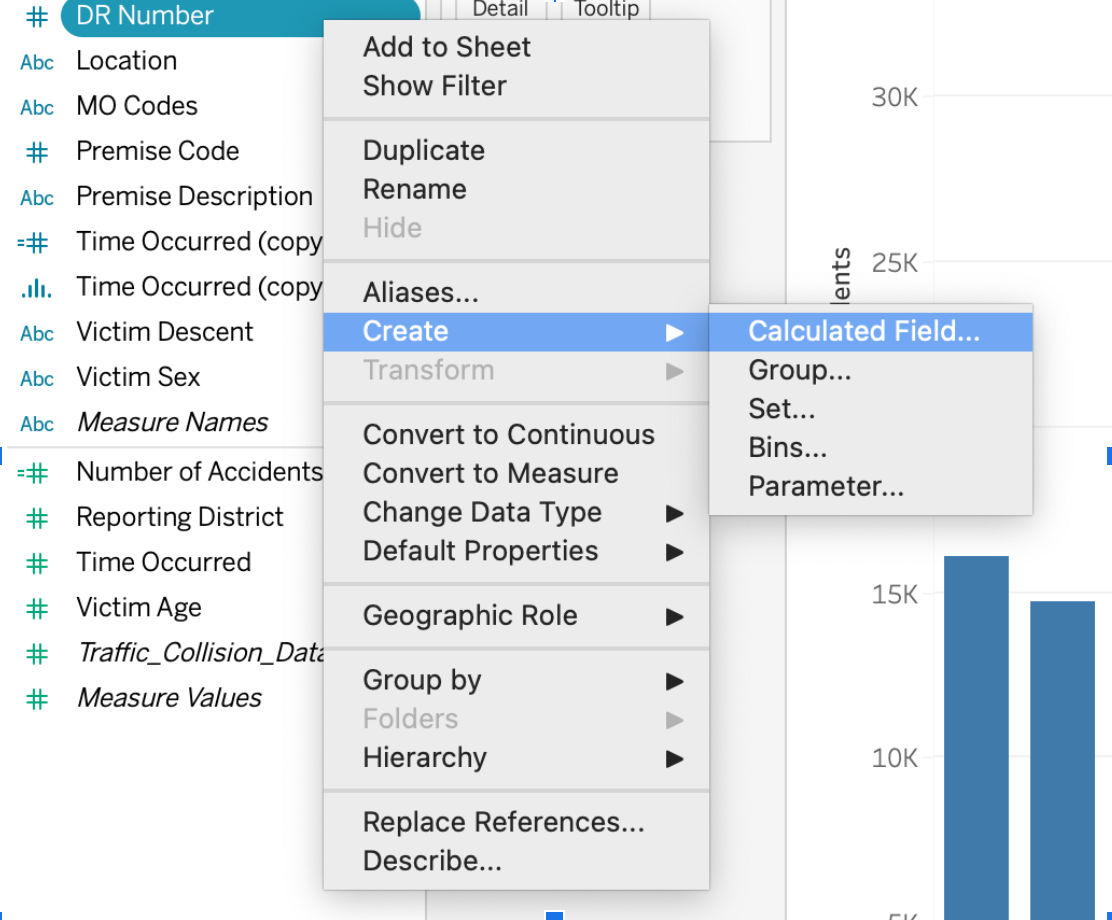 Detail
Tooltip
# DR Number
Abc Location
Abc MO Codes
# Premise Code
Abc Premise Description
=# Time Occurred (copy
Time Occurred (copy
Abc Victim Descent
Abc Victim Sex
Abc Measure Names
=# Number of Accidents
# Reporting District
# Time Occurred
# Victim Age
# Traffic_Collision_Data
# Measure Values
Add to Sheet
Show Filter
Duplicate
Rename
Hide
Aliases...
Create
Transform
Convert to Continuous
Convert to Measure
Change Data Type
Default Properties
Geographic Role
Group by
Folders
Hierarchy
Replace References...
Describe...
Calculated Field...
Group...
Set...
Bins...
Parameter...
30K
25K
15K
10K